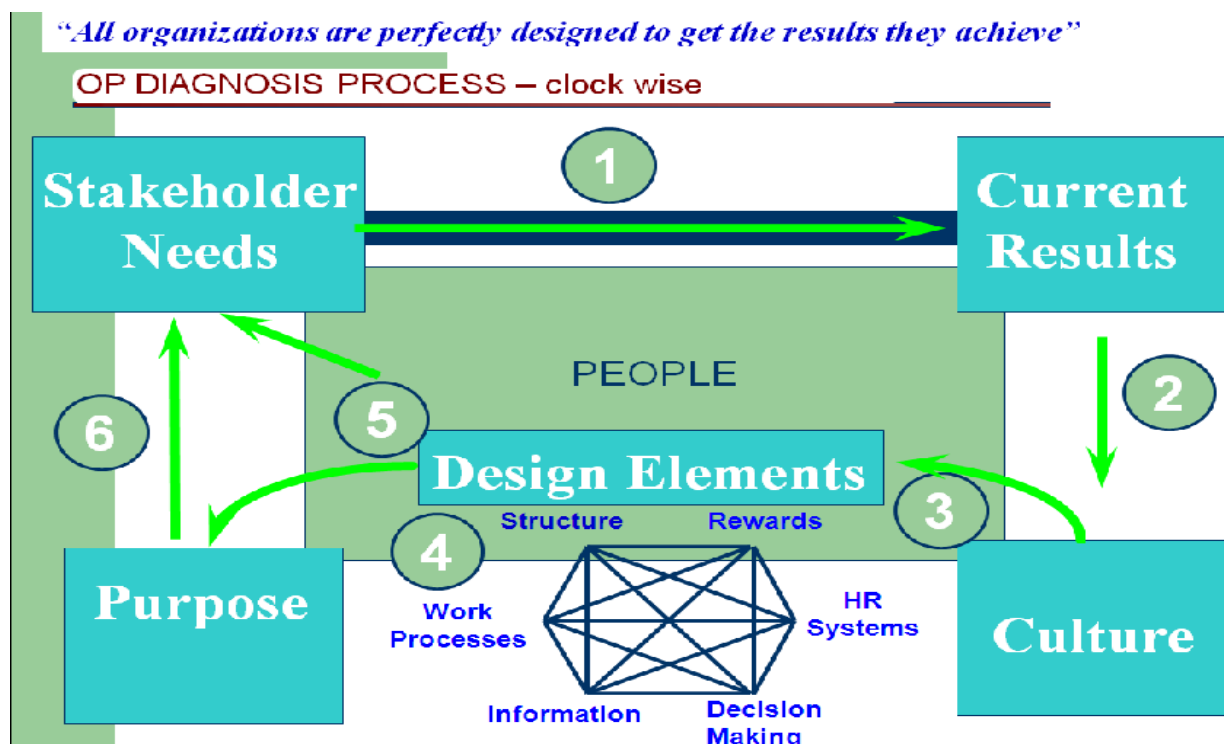 “All organizations are perfectly designed to get the results they achieve”
OP DIAGNOSIS PROCESS – clock wise
1
Stakeholder
Needs
Current
Results
PEOPLE
2
5
6
Design Elements
3
Structure
Rewards
4
Work
Processes
HR
Systems
Purpose
Culture
Information
Decision
Making